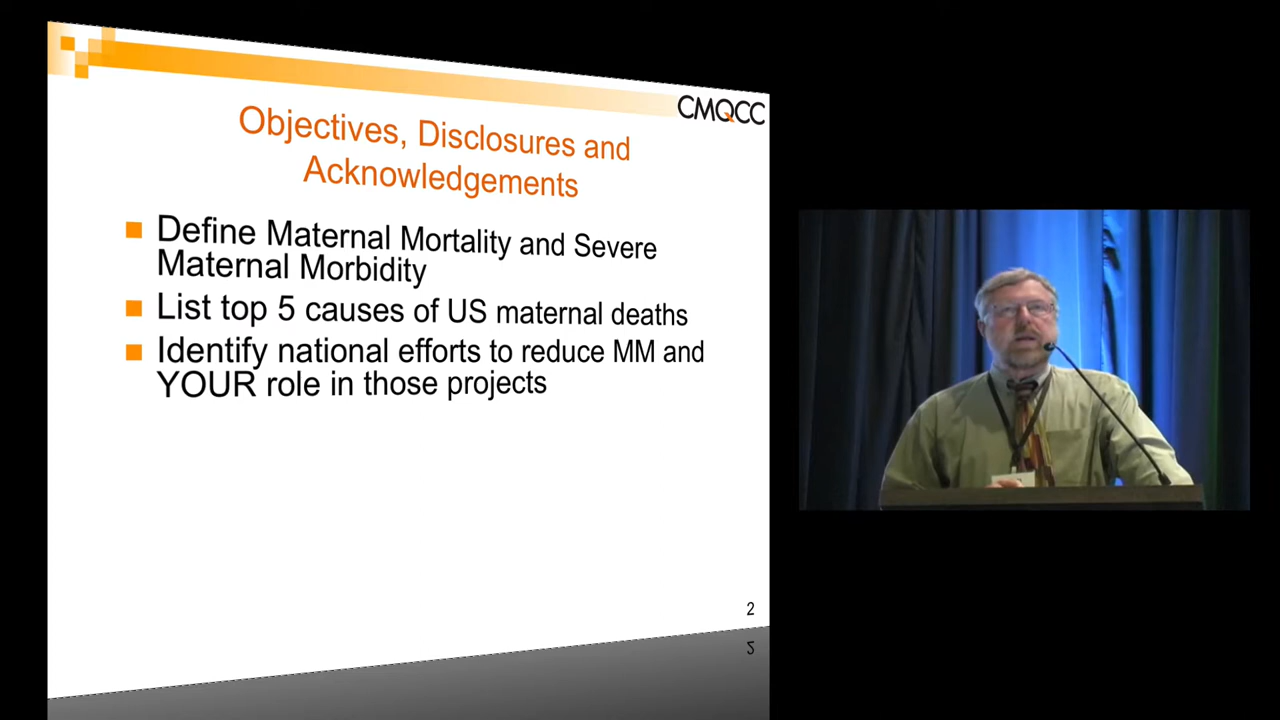 CMQCC
Objectives, Disclosures and
Acknowledgements
Define Maternal Mortality and Severe
Maternal Morbidity
List top 5 causes of US maternal deaths
Identify national efforts to reduce MM and
YOUR role in those projects
2